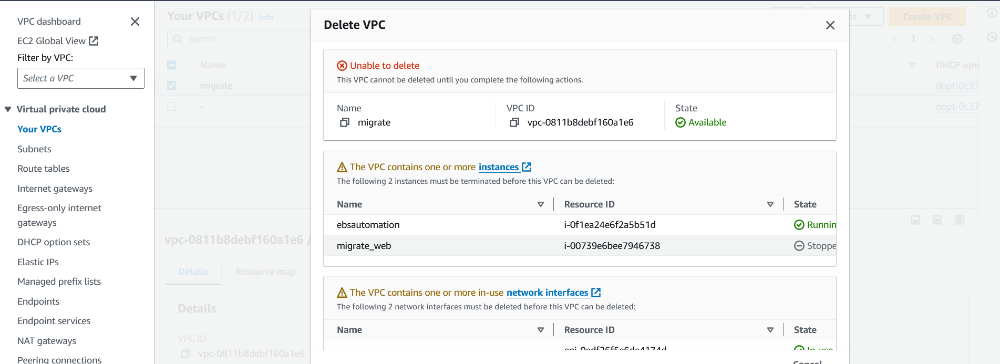 VPC dashboard
EC2 Global View
Filter by VPC:
Select a VPC
Virtual private cloud
Your VPCs
Subnets
Route tables
Internet gateways
Egress-only internet
gateways
DHCP option sets
Elastic IPs
Managed prefix lists
Endpoints
Endpoint services
NAT gateways
Peering connections
Your VPCs (1/2) Info
Create VPC
Search
1
Name
DHCP opti
migrate
dopt-0c37
–
dopt-0c37
vpc-0811b8debf160a1e6 /
Details
Resource map
Details
VPC ID
vpc-0811b8debf160a1e6
Delete VPC
Unable to delete
This VPC cannot be deleted until you complete the following actions.
Name VPC ID State
migrate vpc-0811b8debf160a1e6 Available
The VPC contains one or more instances
The following 2 instances must be terminated before this VPC can be deleted:
Name Resource ID State
ebsautomation i-0f1ea24e6f2a5b51d Runnin
migrate_web i-00739e6bee7946738 Stoppe
The VPC contains one or more in-use network interfaces
The following 2 network interfaces must be deleted before this VPC can be deleted:
Name Resource ID State
In-use
Cancel